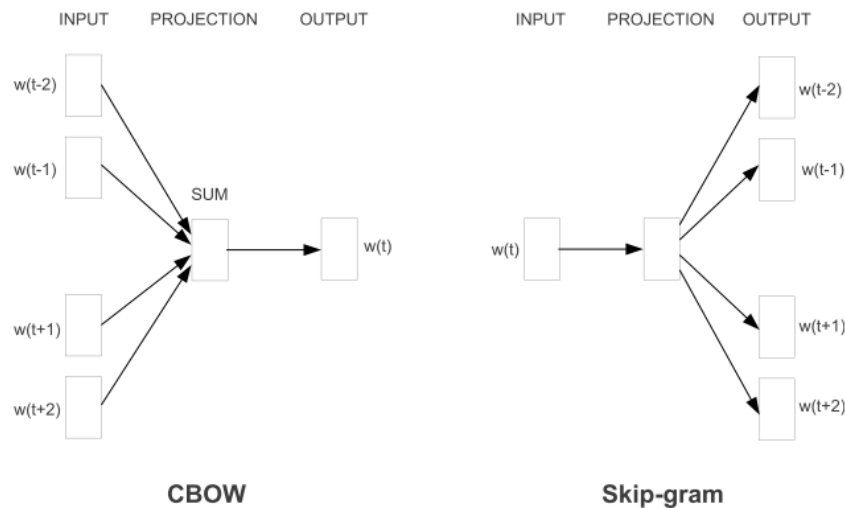 INPUT PROJECTION OUTPUT
w(t-2)
w(t-1)
SUM
w(t)
w(t+1)
w(t+2)
CBOW
INPUT PROJECTION OUTPUT
w(t-2)
w(t-1)
w(t)
w(t+1)
w(t+2)
Skip-gram